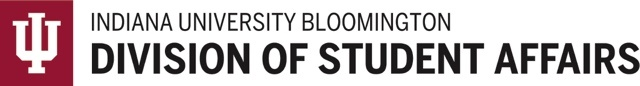 INDIANA UNIVERSITY BLOOMINGTON
DIVISION OF STUDENT AFFAIRS